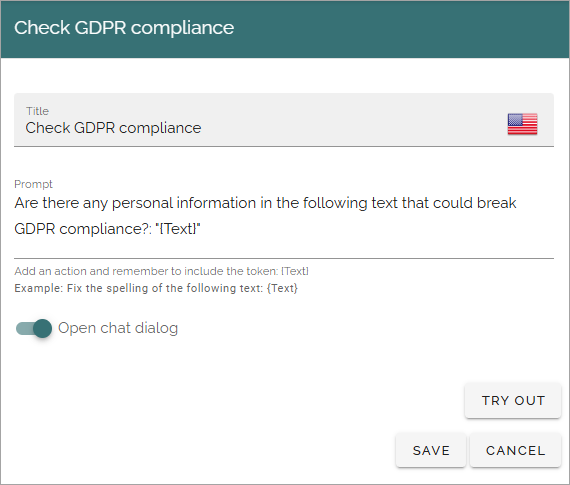 Check GDPR compliance
Title
Check GDPR compliance
Prompt
Are there any personal information in the following text that could break
GDPR compliance?: "{Text}"
Add an action and remember to include the token: {Text}
Example: Fix the spelling of the following text: {Text}
Open chat dialog
TRY OUT
SAVE CANCEL